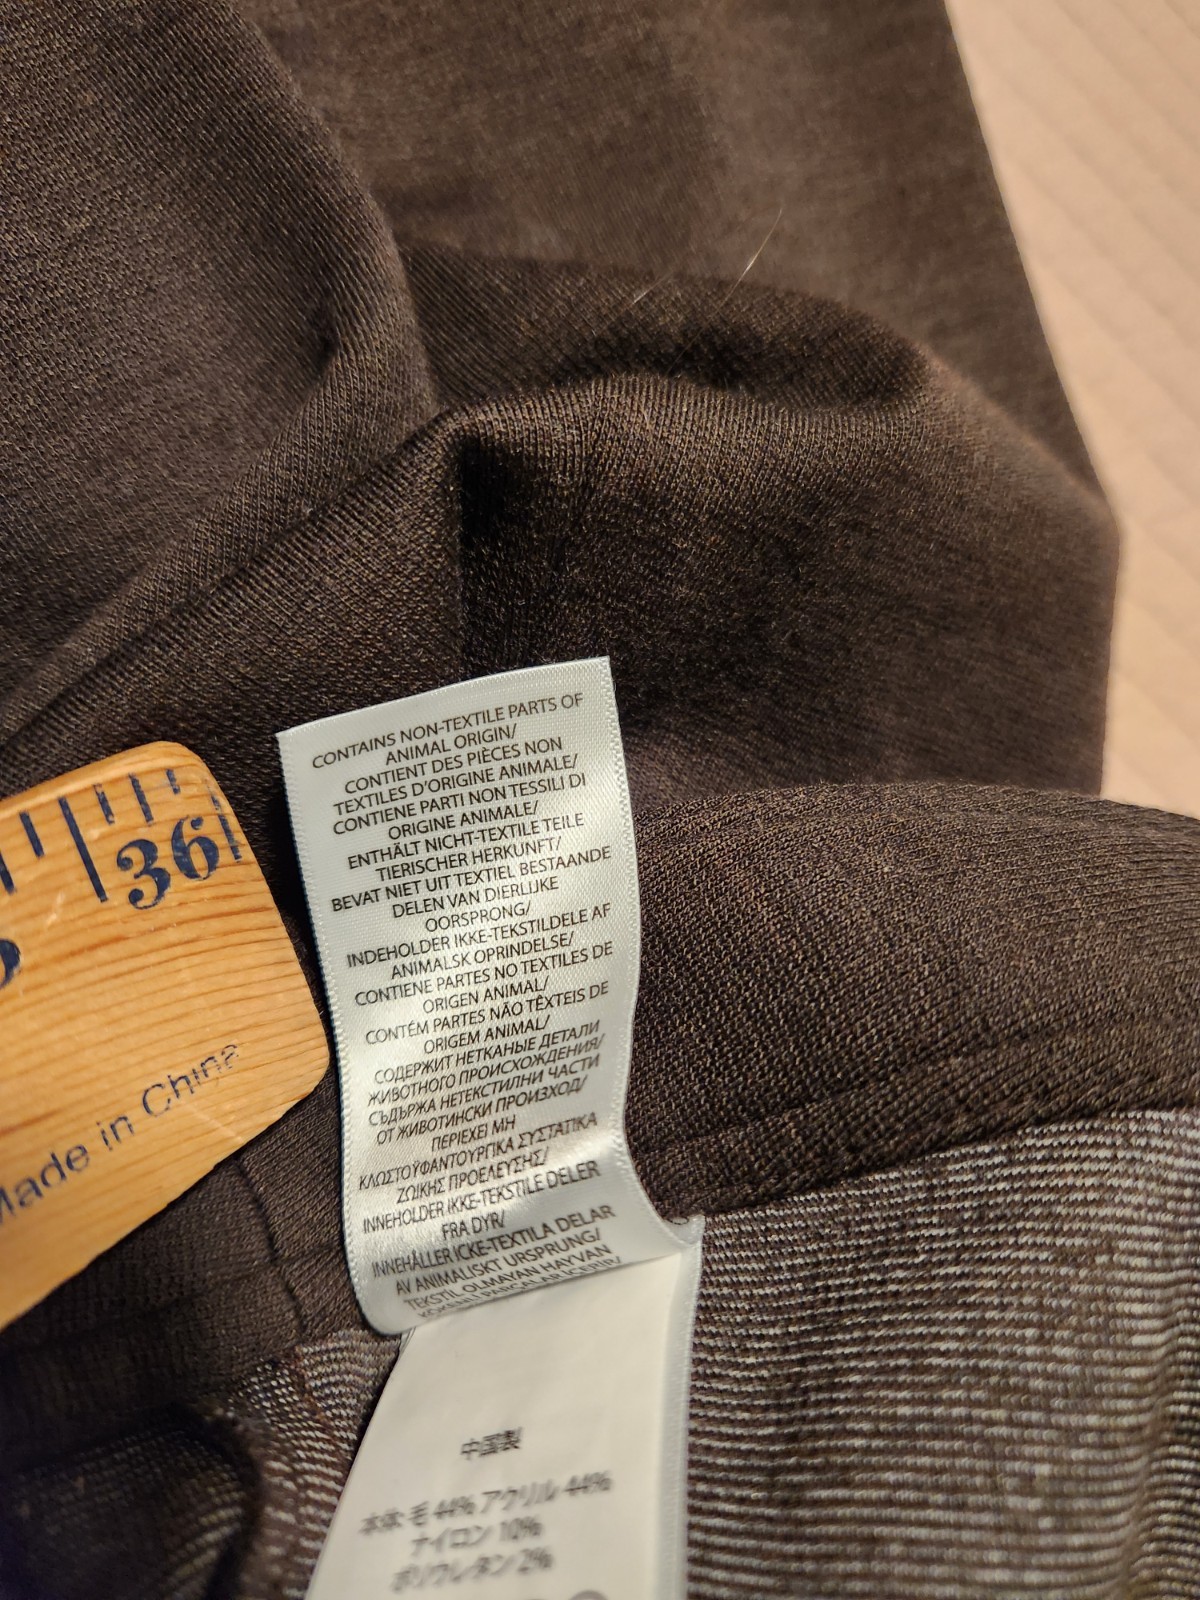 CONTAINS NON-TEXTILE PARTS OF
ANIMAL ORIGIN/
CONTIENT DES PIÈCES NON
TEXTILES D'ORIGINE ANIMALE/
CONTIENE PARTI NON TESSILI DI
ORIGINE ANIMALE/
ENTHÄLT NICHT-TEXTILE TEILE
TIERISCHER HERKUNFT/
BEVAT NIET UIT TEXTIEL BESTAANDE
DELEN VAN DIERLIJKE
OORSPRONG/
INDEHOLDER IKKE-TEKSTILDELE AF
ANIMALSK OPRINDELSE/
CONTIENE PARTES NO TEXTILES DE
ORIGEN ANIMAL/
CONTÉM PARTES NÃO TÊXTEIS DE
ORIGEM ANIMAL/
СОДЕРЖИТ НЕТКАНЫЕ ДЕТАЛИ
ЖИВОТНОГО ПРОИСХОЖДЕНИЯ/
СЪДЪРЖА НЕТЕКСТИЛНИ ЧАСТИ
ОТ ЖИВОТИНСКИ ПРОИЗХОД/
ΠΕΡΙΕΧΕΙ ΜΗ
ΚΛΩΣΤΟΫΦΑΝΤΟΥΡΓΙΚΑ ΣΥΣΤΑΤΙΚΑ
ΖΩΙΚΗΣ ΠΡΟΕΛΕΥΣΗΣ/
INNEHOLDER IKKE-TEKSTILE DELER
FRA DYR/
INNEHÅLLER ICKE-TEXTILA DELAR
AV ANIMALISKT URSPRUNG/
TEKSTIL OLMAYAN HAYVAN
36
Made in China
中国製
本体:毛 44% アクリル 44%
ナイロン 10%
ポリウレタン 2%